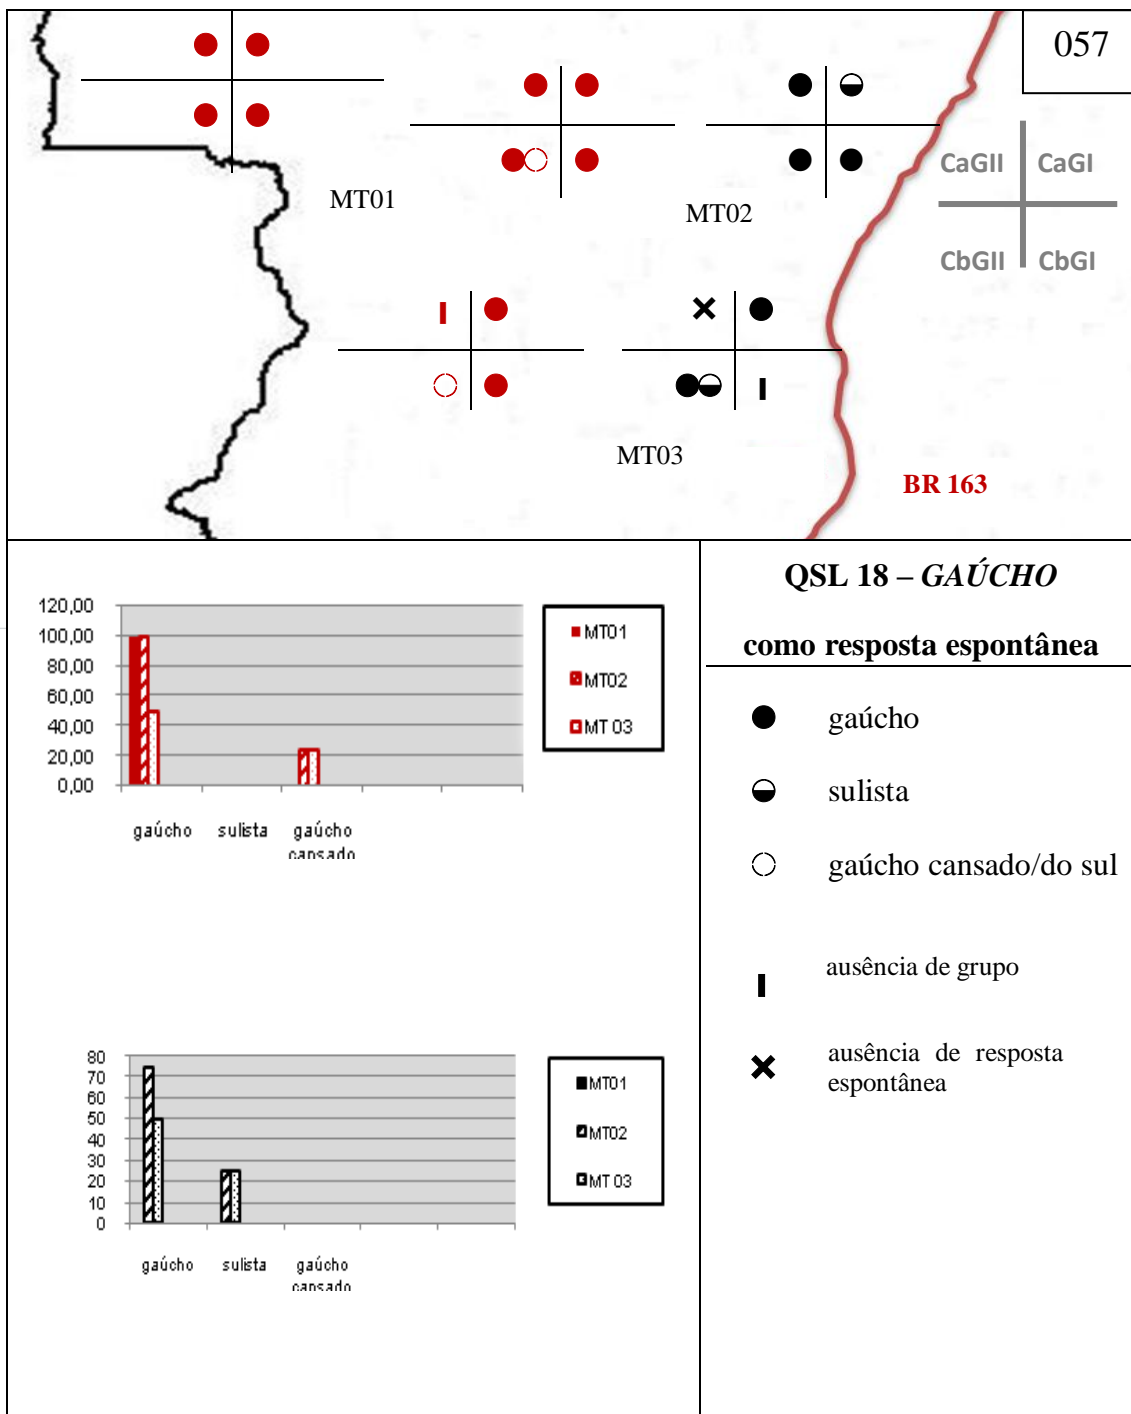 057
CaGII CaGI
CbGII CbGI
MT01
MT02
MT03
BR 163
120,00
100,00
80,00
60,00
40,00
20,00
0,00
gaúcho sulista gaúcho
cansado
MT01
MT02
MT 03
80
70
60
50
40
30
20
10
0
gaúcho sulista gaúcho
cansado
MT01
MT02
MT 03
QSL 18 – GAÚCHO
como resposta espontânea
gaúcho
sulista
gaúcho cansado/do sul
ausência de grupo
ausência de resposta
espontânea